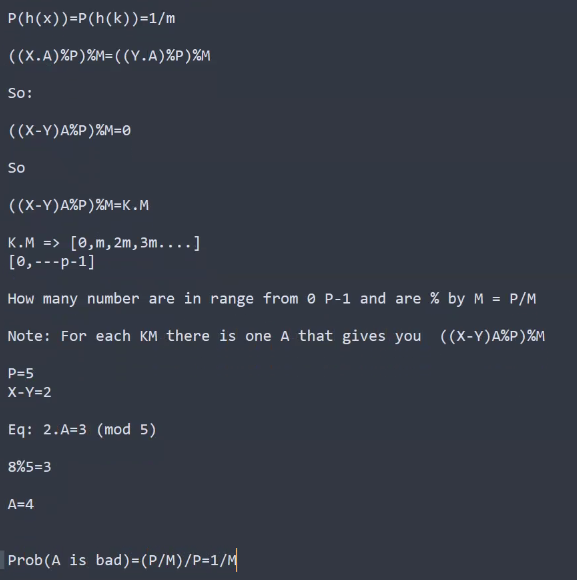 P(h(x))=P(h(k))=1/m
((X.A)%P)%M=((Y.A)%P)%M
So:
((X-Y)A%P)%M=0
So
((X-Y)A%P)%M=K.M
K.M => [0,m,2m,3m....]
[0,---p-1]
How many number are in range from 0 P-1 and are % by M = P/M
Note: For each KM there is one A that gives you  ((X-Y)A%P)%M
P=5
X-Y=2
Eq: 2.A=3 (mod 5)
8%5=3
A=4
Prob(A is bad)=(P/M)/P=1/M